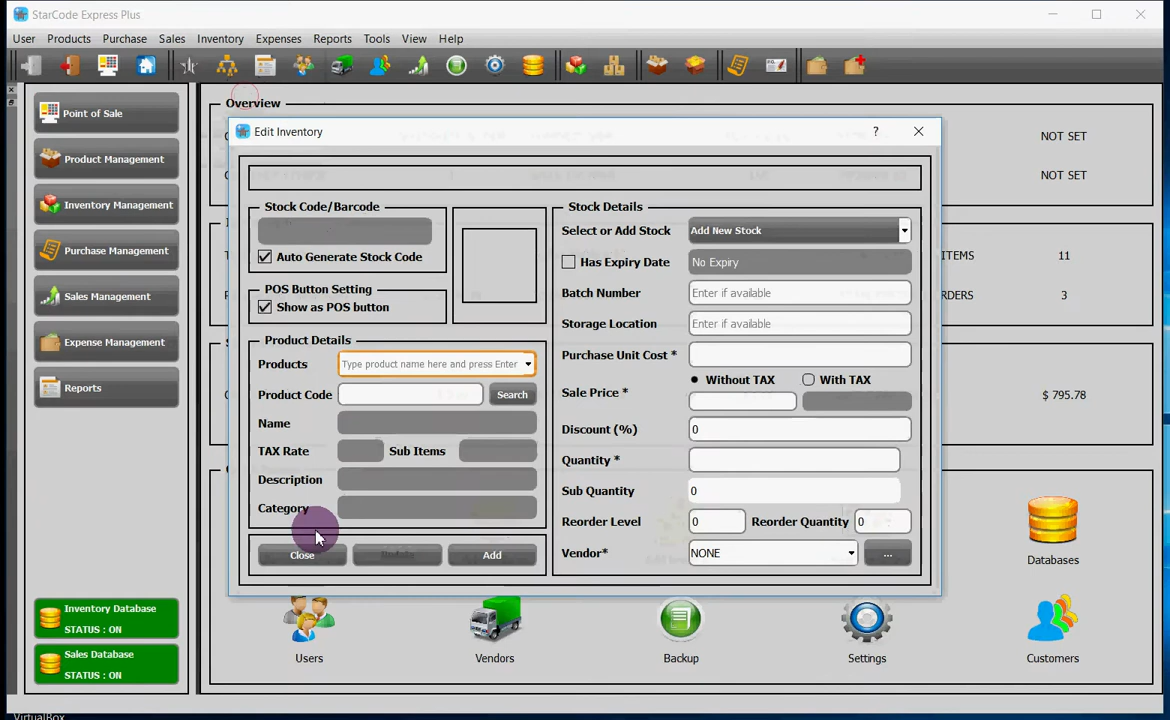 StarCode Express Plus
User Products Purchase Sales Inventory Expenses Reports Tools View Help
Point of Sale
Product Management
Inventory Management
Purchase Management
Sales Management
Expense Management
Reports
Inventory Database
STATUS : ON
Sales Database
STATUS : ON
Overview
NOT SET
NOT SET
ITEMS 11
RDERS 3
$ 795.78
Edit Inventory
?
Stock Code/Barcode
Auto Generate Stock Code
POS Button Setting
Show as POS button
Product Details
Products Type product name here and press Enter
Product Code Search
Name
TAX Rate Sub Items
Description
Category
Close Update Add
Stock Details
Select or Add Stock Add New Stock
Has Expiry Date No Expiry
Batch Number Enter if available
Storage Location Enter if available
Purchase Unit Cost *
Without TAX With TAX
Sale Price *
Discount (%) 0
Quantity *
Sub Quantity 0
Reorder Level 0 Reorder Quantity 0
Vendor* NONE ...
Databases
Users Vendors Backup Settings Customers
VirtualBox